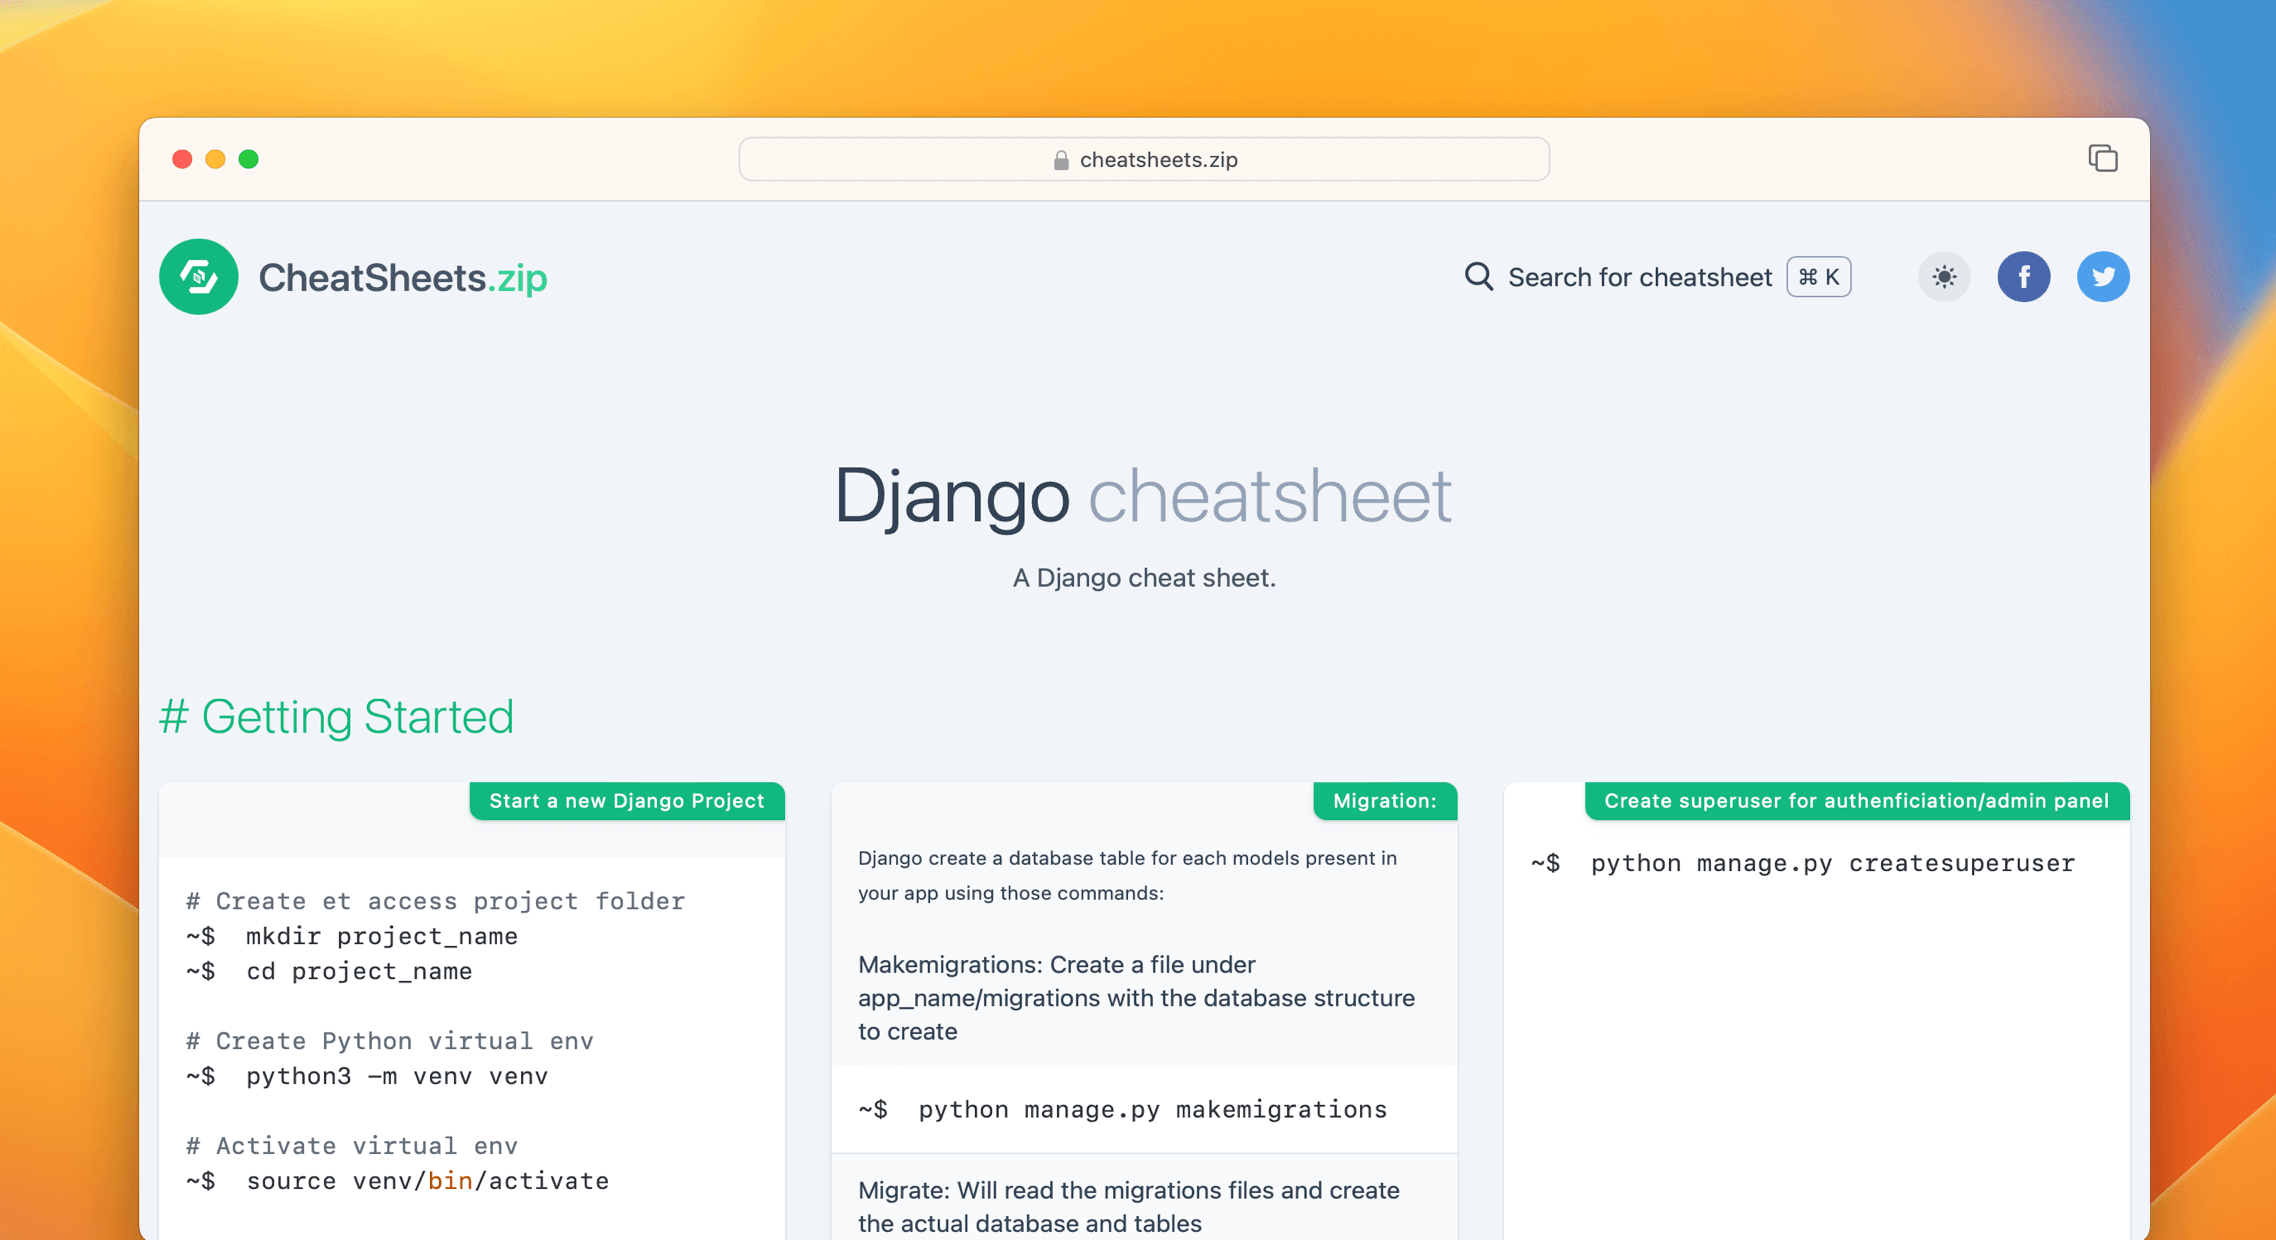 cheatsheets.zip
CheatSheets.zip
Search for cheatsheet ⌘ K
Django cheatsheet
A Django cheat sheet.
# Getting Started
Start a new Django Project
# Create et access project folder
~$  mkdir project_name
~$  cd project_name
# Create Python virtual env
~$  python3 -m venv venv
# Activate virtual env
~$  source venv/bin/activate
Migration:
Django create a database table for each models present in
your app using those commands:
Makemigrations: Create a file under
app_name/migrations with the database structure
to create
~$  python manage.py makemigrations
Migrate: Will read the migrations files and create
the actual database and tables
Create superuser for authenficiation/admin panel
~$  python manage.py createsuperuser